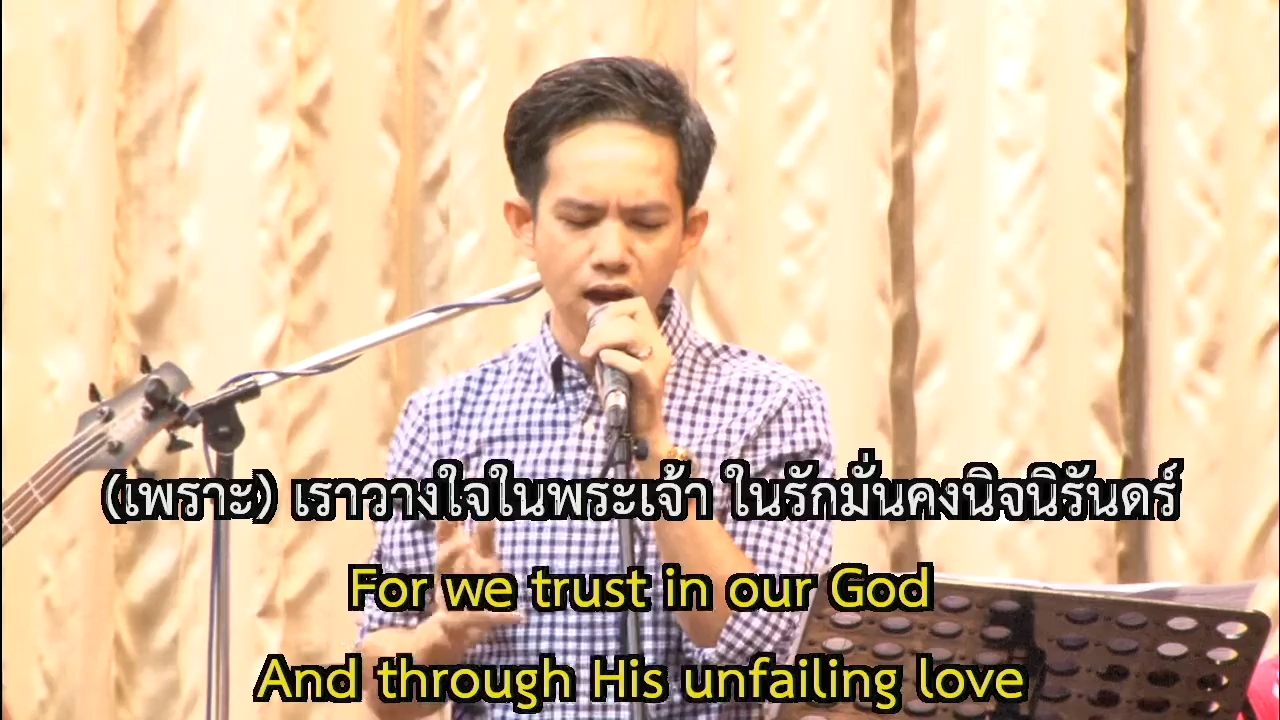 (เพราะ) เราวางใจในพระเจ้า ในรักมั่นคงนิจนิรันดร์
For we trust in our God
And through His unfailing love